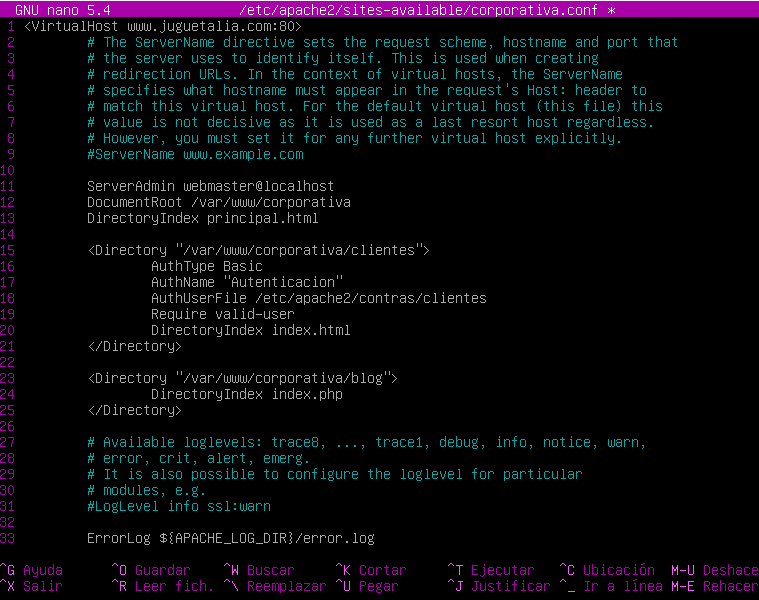 GNU nano 5.4 /etc/apache2/sites-available/corporativa.conf *
1 <VirtualHost www.juguetalia.com:80>
2 # The ServerName directive sets the request scheme, hostname and port that
3 # the server uses to identify itself. This is used when creating
4 # redirection URLs. In the context of virtual hosts, the ServerName
5 # specifies what hostname must appear in the request's Host: header to
6 # match this virtual host. For the default virtual host (this file) this
7 # value is not decisive as it is used as a last resort host regardless.
8 # However, you must set it for any further virtual host explicitly.
9 #ServerName www.example.com
10
11 ServerAdmin webmaster@localhost
12 DocumentRoot /var/www/corporativa
13 DirectoryIndex principal.html
14
15 <Directory "/var/www/corporativa/clientes">
16 AuthType Basic
17 AuthName "Autenticacion"
18 AuthUserFile /etc/apache2/contras/clientes
19 Require valid-user
20 DirectoryIndex index.html
21 </Directory>
22
23 <Directory "/var/www/corporativa/blog">
24 DirectoryIndex index.php
25 </Directory>
26
27 # Available loglevels: trace8, ..., trace1, debug, info, notice, warn,
28 # error, crit, alert, emerg.
29 # It is also possible to configure the loglevel for particular
30 # modules, e.g.
31 #LogLevel info ssl:warn
32
33 ErrorLog ${APACHE_LOG_DIR}/error.log
^G Ayuda ^O Guardar ^W Buscar ^K Cortar ^T Ejecutar ^C Ubicación M-U Deshace
^X Salir ^R Leer fich. ^\ Reemplazar ^U Pegar ^J Justificar ^_ Ir a línea M-E Rehacer